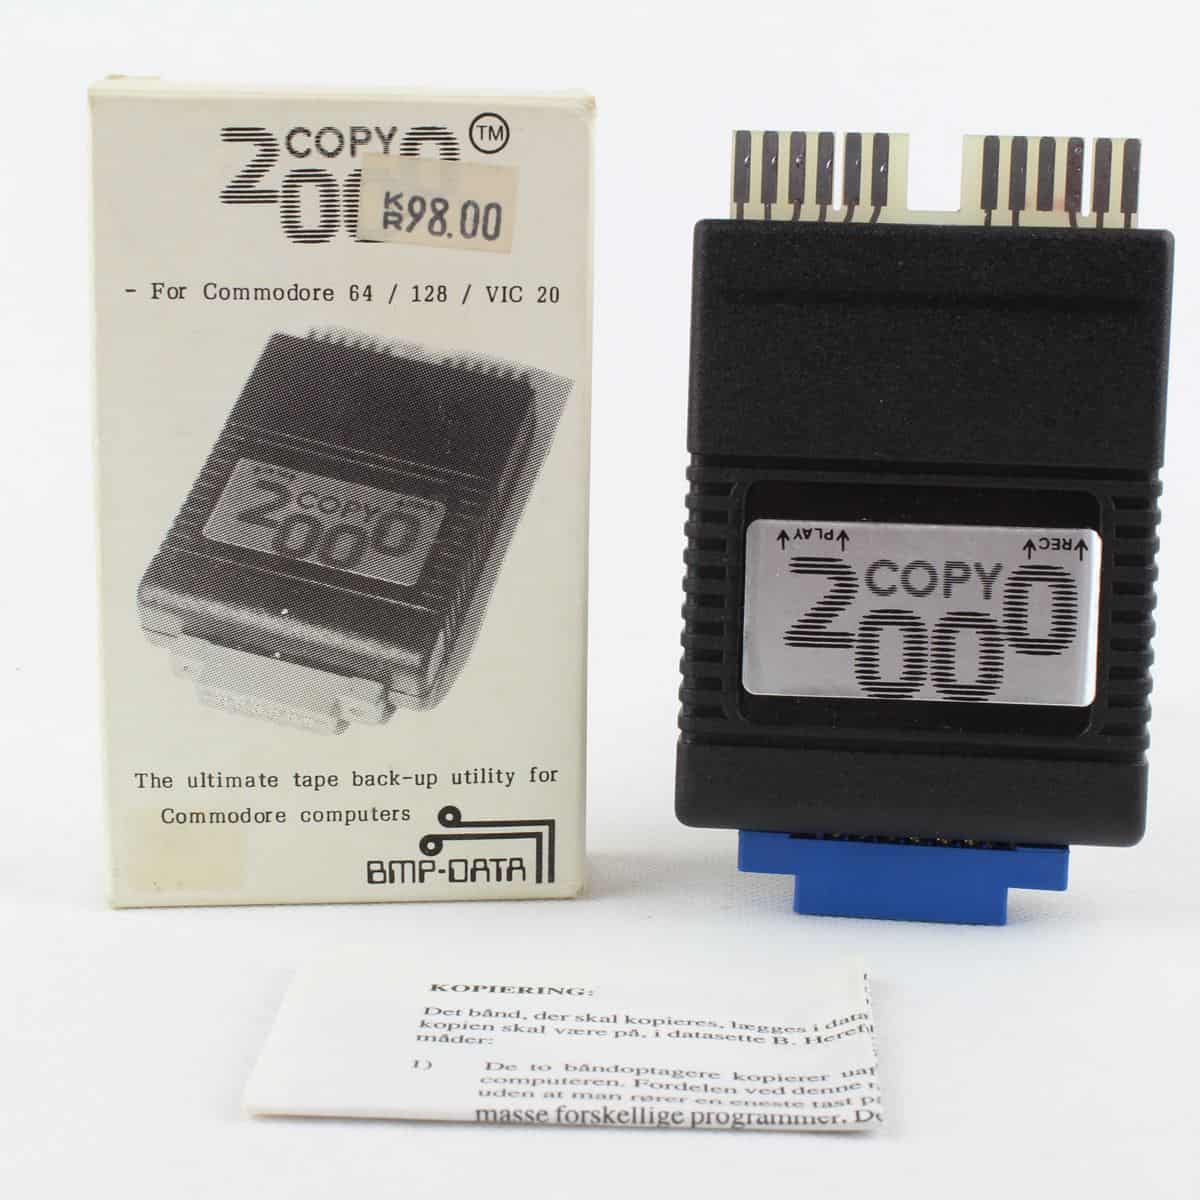 COPY TM
2000
KR98.00
- For Commodore 64 / 128 / VIC 20
COPY
2000
The ultimate tape back-up utility for
Commodore computers
BMP-DATA
PLAY REC
COPY
2000
KOPIERING:
Det bånd, der skal kopieres, lægges i data
kopien skal være på, i datasette B. Heref
måder:
1) De to båndoptagere kopierer uaf
computeren. Fordelen ved denne
uden at man rører en eneste tast på
masse forskellige programmer. De